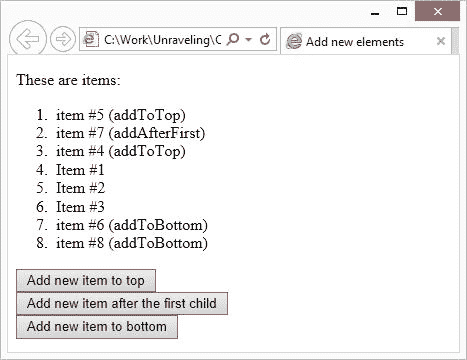 C:\Work\Unraveling\C
Add new elements
These are items:
1. item #5 (addToTop)
2. item #7 (addAfterFirst)
3. item #4 (addToTop)
4. Item #1
5. Item #2
6. Item #3
7. item #6 (addToBottom)
8. item #8 (addToBottom)
Add new item to top
Add new item after the first child
Add new item to bottom